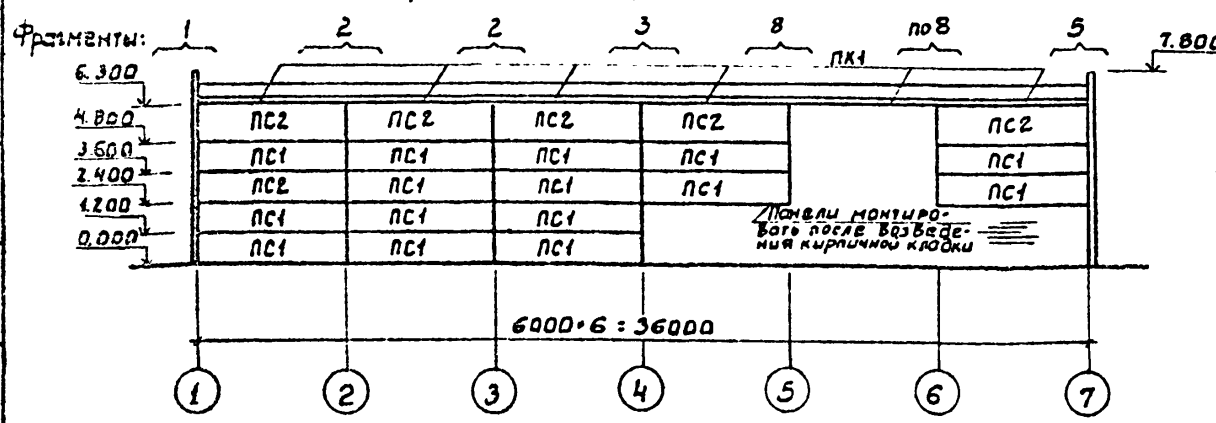 Фрагменты: 1 2 2 3 8 по8 5
7.800
ПК1
6.300
ПС2 ПС2 ПС2 ПС2 ПС2
4.800
ПС1 ПС1 ПС1 ПС1 ПС1
3.600
ПС2 ПС1 ПС1 ПС1 ПС1
2.400
ПС1 ПС1 ПС1
1.200
ПС1 ПС1 ПС1
0,000
Панели монтиро-
вать после возведе-
ния кирпичной кладки
6000·6=36000
1 2 3 4 5 6 7